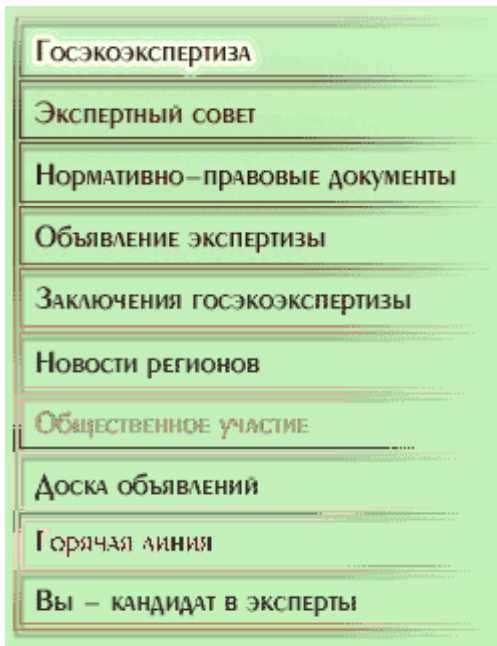 Госэкоэкспертиза
Экспертный совет
Нормативно-правовые документы
Объявление экспертизы
Заключения госэкоэкспертизы
Новости регионов
Общественное участие
Доска объявлений
Горячая линия
Вы – кандидат в эксперты